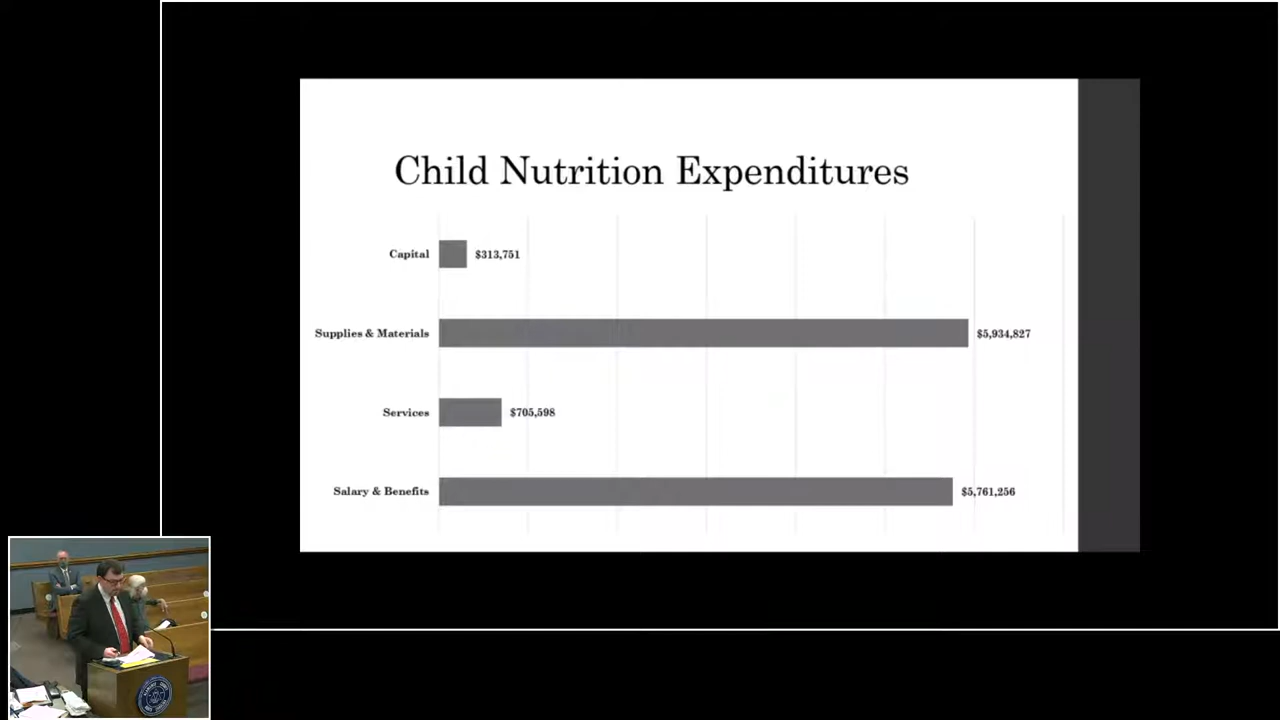 Child Nutrition Expenditures
Capital $313,751
Supplies & Materials $5,934,827
Services $705,598
Salary & Benefits $5,761,256